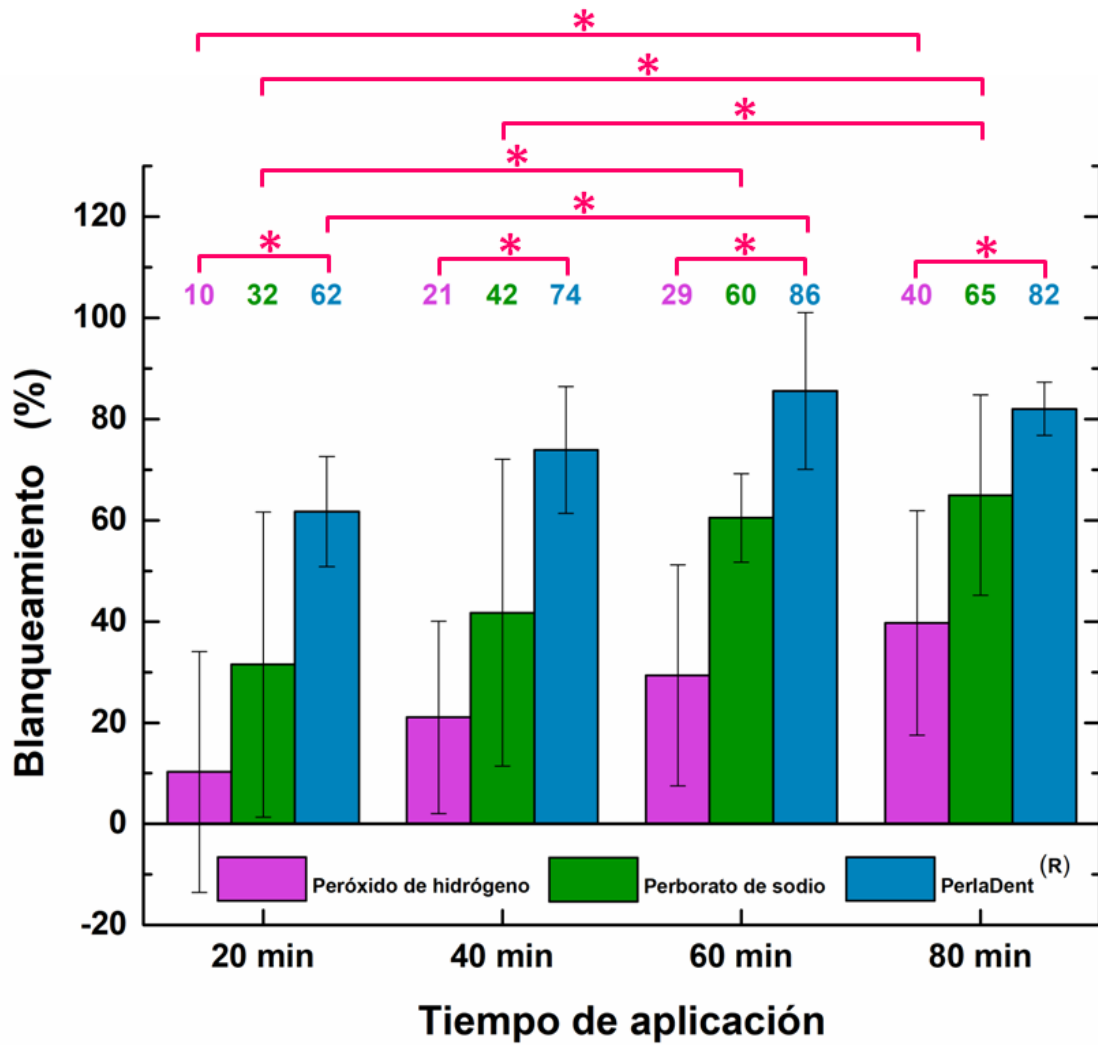 *
*
*
*
*
* * * *
10 32 62 21 42 74 29 60 86 40 65 82
120
100
80
60
40
20
0
-20
Blanqueamiento (%)
Peróxido de hidrógeno Perborato de sodio PerlaDent (R)
20 min 40 min 60 min 80 min
Tiempo de aplicación